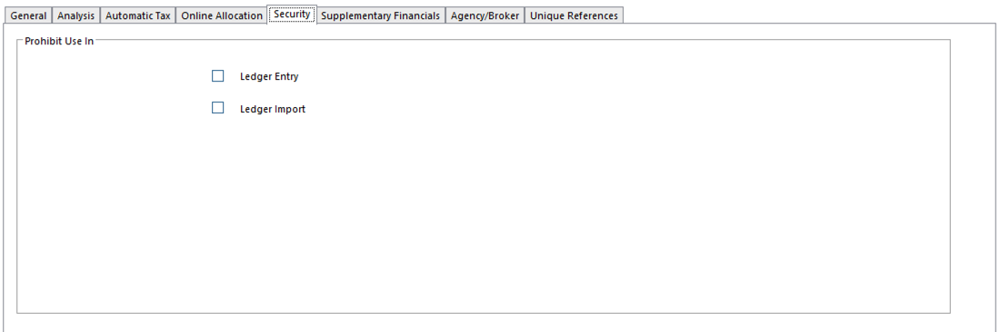 General Analysis Automatic Tax Online Allocation Security Supplementary Financials Agency/Broker Unique References
Prohibit Use In
Ledger Entry
Ledger Import